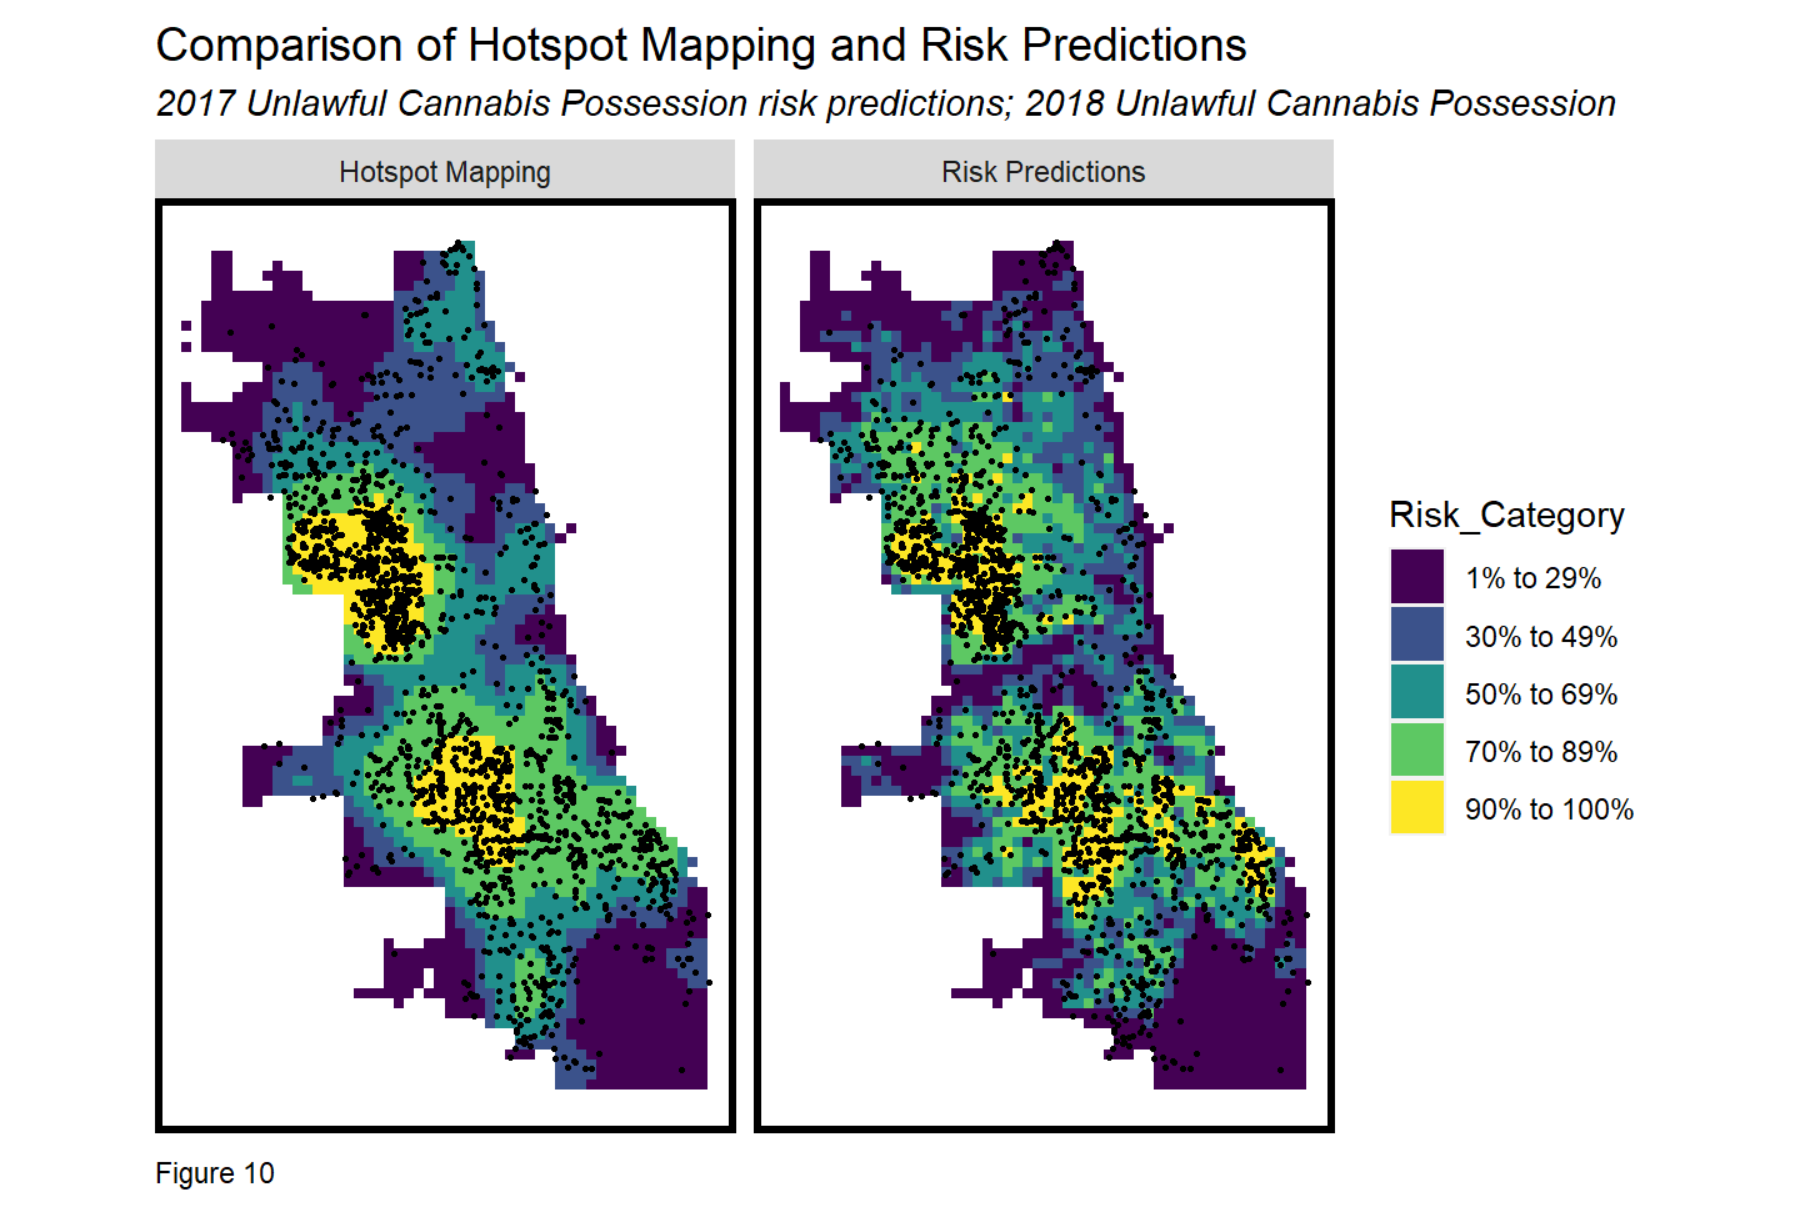 Comparison of Hotspot Mapping and Risk Predictions
2017 Unlawful Cannabis Possession risk predictions; 2018 Unlawful Cannabis Possession
Hotspot Mapping
Risk Predictions
Risk_Category
1% to 29%
30% to 49%
50% to 69%
70% to 89%
90% to 100%
Figure 10